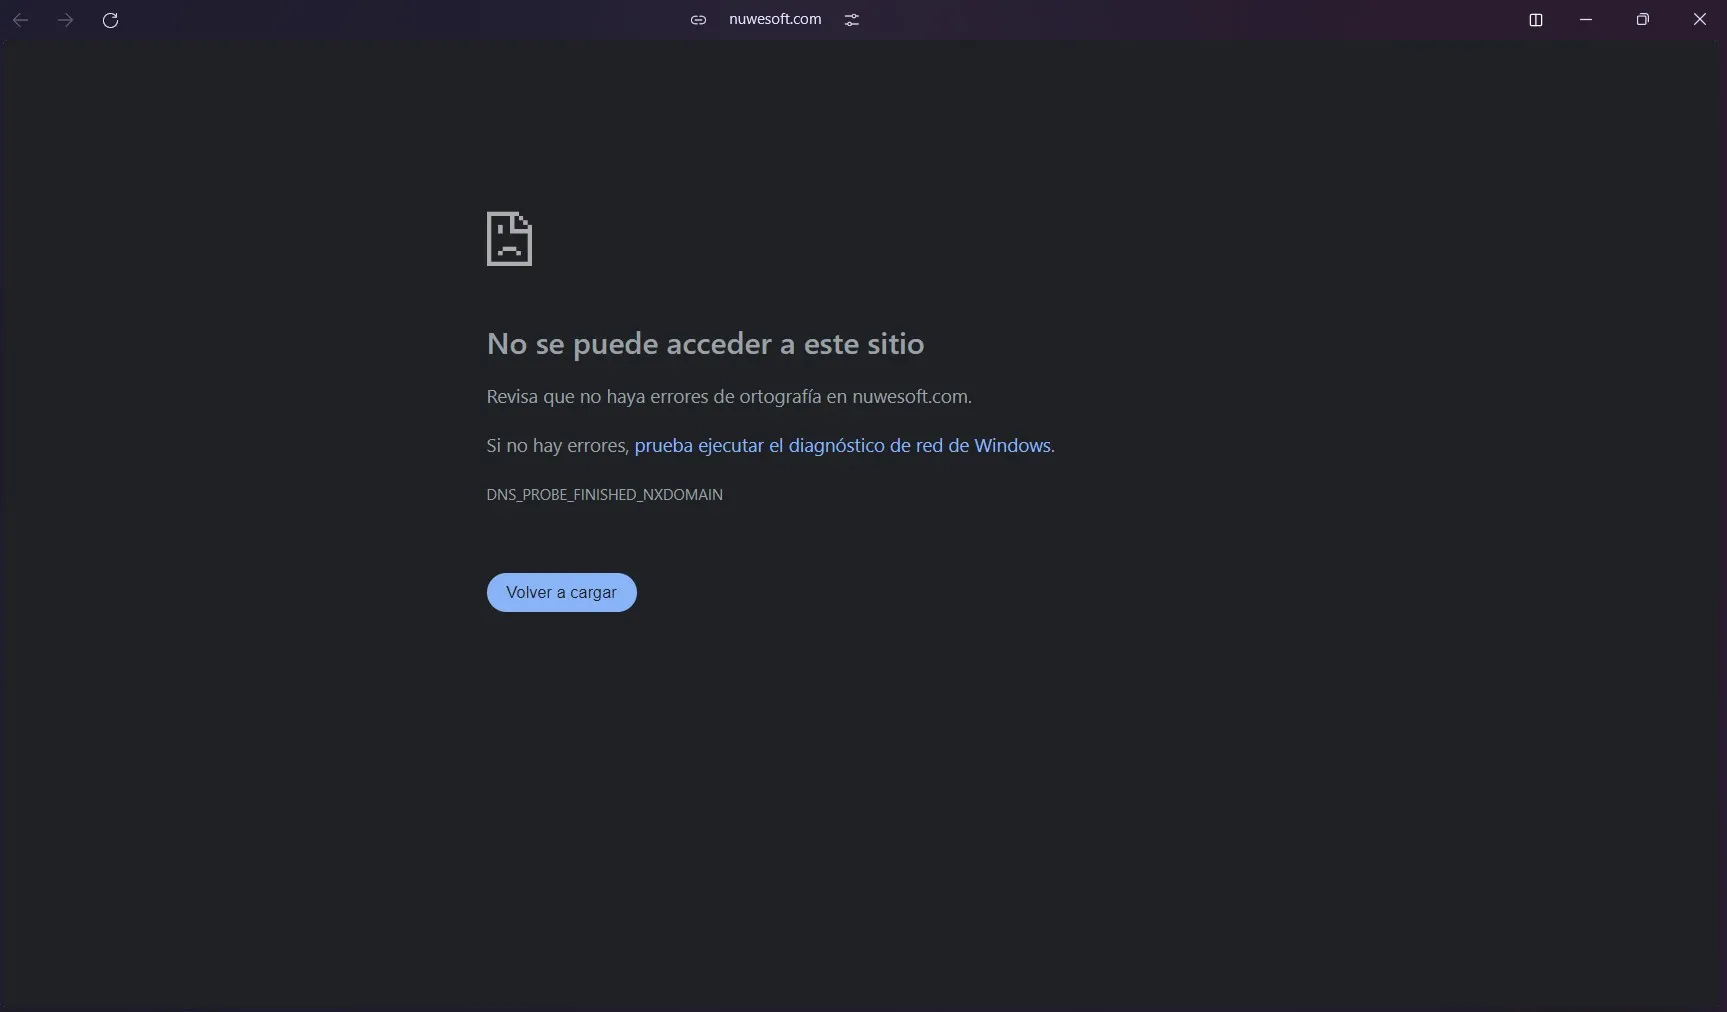 nuwesoft.com
No se puede acceder a este sitio
Revisa que no haya errores de ortografía en nuwesoft.com.
Si no hay errores, prueba ejecutar el diagnóstico de red de Windows.
DNS_PROBE_FINISHED_NXDOMAIN
Volver a cargar